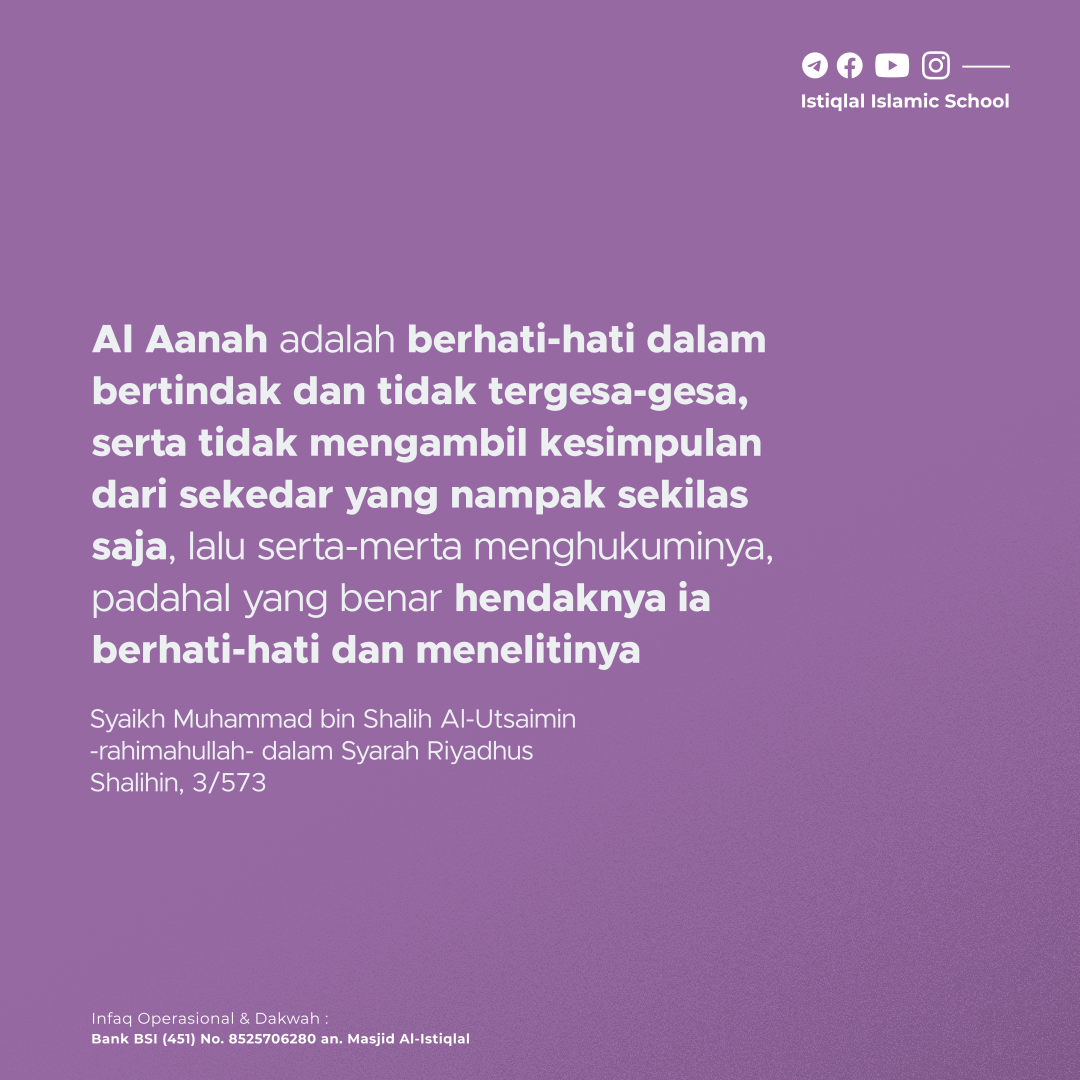 Istiqlal Islamic School
Al Aanah adalah berhati-hati dalam
bertindak dan tidak tergesa-gesa,
serta tidak mengambil kesimpulan
dari sekedar yang nampak sekilas
saja, lalu serta-merta menghukuminya,
padahal yang benar hendaknya ia
berhati-hati dan menelitinya
Syaikh Muhammad bin Shalih Al-Utsaimin
-rahimahullah- dalam Syarah Riyadhus
Shalihin, 3/573
Infaq Operasional & Dakwah :
Bank BSI (451) No. 8525706280 an. Masjid Al-Istiqlal